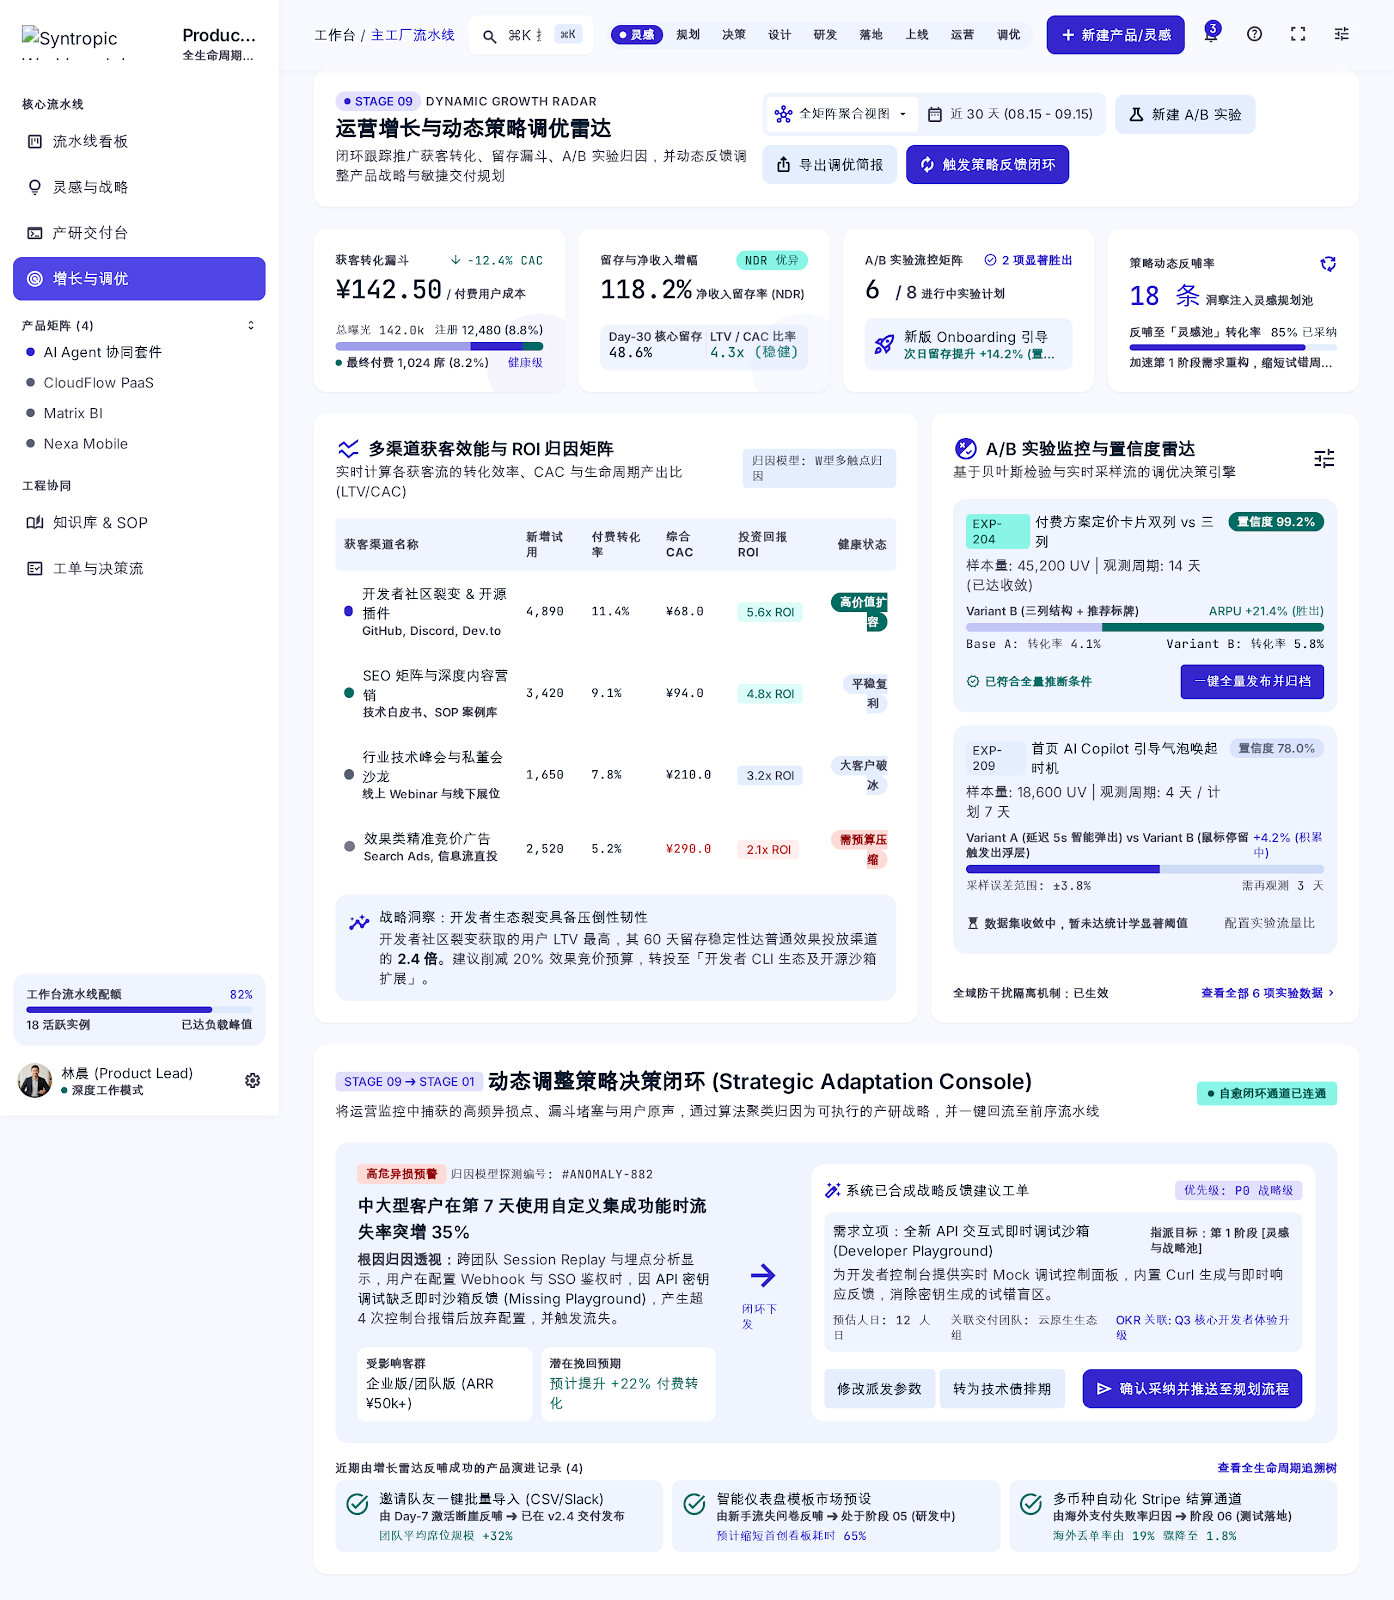 Syntropic
Produc...
全生命周期...
核心流水线
流水线看板
灵感与战略
产研交付台
增长与调优
产品矩阵 (4)
AI Agent 协同套件
CloudFlow PaaS
Matrix BI
Nexa Mobile
工程协同
知识库 & SOP
工单与决策流
工作台流水线配额 82%
18 活跃实例 已达负载峰值
林晨 (Product Lead)
深度工作模式
工作台 / 主工厂流水线
⌘K ⌘K
灵感 规划 决策 设计 研发 落地 上线 运营 调优
新建产品/灵感
3
STAGE 09 DYNAMIC GROWTH RADAR
运营增长与动态策略调优雷达
闭环跟踪推广获客转化、留存漏斗、A/B 实验归因，并动态反馈调
整产品战略与敏捷交付规划
全矩阵聚合视图
近 30 天 (08.15 - 09.15)
新建 A/B 实验
导出调优简报
触发策略反馈闭环
获客转化漏斗 -12.4% CAC
¥142.50 / 付费用户成本
总曝光 142.0k 注册 12,480 (8.8%)
最终付费 1,024 席 (8.2%) 健康级
留存与净收入增幅 NDR 优异
118.2% 净收入留存率 (NDR)
Day-30 核心留存 LTV / CAC 比率
48.6% 4.3x (稳健)
A/B 实验流控矩阵 2 项显著胜出
6 / 8 进行中实验计划
新版 Onboarding 引导
次日留存提升 +14.2% (置...
策略动态反哺率
18 条 洞察注入灵感规划池
反哺至「灵感池」转化率 85% 已采纳
加速第 1 阶段需求重构，缩短试错周...
多渠道获客效能与 ROI 归因矩阵
实时计算各获客流的转化效率、CAC 与生命周期产出比
(LTV/CAC)
归因模型: W型多触点归
因
获客渠道名称 新增试用 付费转化率 综合 CAC 投资回报 ROI 健康状态
开发者社区裂变 & 开源
插件
GitHub, Discord, Dev.to
4,890 11.4% ¥68.0 5.6x ROI 高价值扩容
SEO 矩阵与深度内容营
销
技术白皮书、SOP 案例库
3,420 9.1% ¥94.0 4.8x ROI 平稳复利
行业技术峰会与私董会
沙龙
线上 Webinar 与线下展位
1,650 7.8% ¥210.0 3.2x ROI 大客户破冰
效果类精准竞价广告
Search Ads, 信息流直投
2,520 5.2% ¥290.0 2.1x ROI 需预算压缩
战略洞察：开发者生态裂变具备压倒性韧性
开发者社区裂变获取的用户 LTV 最高，其 60 天留存稳定性达普通效果投放渠道
的 2.4 倍。建议削减 20% 效果竞价预算，转投至「开发者 CLI 生态及开源沙箱
扩展」。
A/B 实验监控与置信度雷达
基于贝叶斯检验与实时采样流的调优决策引擎
EXP-
204
付费方案定价卡片双列 vs 三
列
置信度 99.2%
样本量: 45,200 UV | 观测周期: 14 天
(已达收敛)
Variant B (三列结构 + 推荐标牌) ARPU +21.4% (胜出)
Base A: 转化率 4.1% Variant B: 转化率 5.8%
已符合全量推断条件
一键全量发布并归档
EXP-
209
首页 AI Copilot 引导气泡唤起
时机
置信度 78.0%
样本量: 18,600 UV | 观测周期: 4 天 / 计
划 7 天
Variant A (延迟 5s 智能弹出) vs Variant B (鼠标停留
触发出浮层)
+4.2% (积累
中)
采样误差范围: ±3.8% 需再观测 3 天
数据集收敛中，暂未达统计学显著阈值 配置实验流量比
全域防干扰隔离机制：已生效 查看全部 6 项实验数据
STAGE 09 → STAGE 01 动态调整策略决策闭环 (Strategic Adaptation Console)
将运营监控中捕获的高频异损点、漏斗堵塞与用户原声，通过算法聚类归因为可执行的产研战略，并一键回流至前序流水线
自愈闭环通道已连通
高危异损预警 归因模型探测编号: #ANOMALY-882
中大型客户在第 7 天使用自定义集成功能时流
失率突增 35%
根因归因透视：跨团队 Session Replay 与埋点分析显
示，用户在配置 Webhook 与 SSO 鉴权时，因 API 密钥
调试缺乏即时沙箱反馈 (Missing Playground)，产生超
4 次控制台报错后放弃配置，并触发流失。
受影响客群
企业版/团队版 (ARR
¥50k+)
潜在挽回预期
预计提升 +22% 付费转
化
闭环下
发
系统已合成战略反馈建议工单 优先级: P0 战略级
需求立项：全新 API 交互式即时调试沙箱
(Developer Playground)
指派目标：第 1 阶段 [灵感
与战略池]
为开发者控制台提供实时 Mock 调试控制面板，内置 Curl 生成与即时响
应反馈，消除密钥生成的试错盲区。
预估人日: 12 人
日
关联交付团队: 云原生生态
组
OKR 关联: Q3 核心开发者体验升
级
修改派发参数
转为技术债排期
确认采纳并推送至规划流程
近期由增长雷达反哺成功的产品演进记录 (4) 查看全生命周期追溯树
邀请队友一键批量导入 (CSV/Slack)
由 Day-7 激活断崖反哺 → 已在 v2.4 交付发布
团队平均席位规模 +32%
智能仪表盘模板市场预设
由新手流失问卷反哺 → 处于阶段 05 (研发中)
预计缩短首创看板耗时 65%
多币种自动化 Stripe 结算通道
由海外支付失败率归因 → 阶段 06 (测试落地)
海外丢单率由 19% 骤降至 1.8%